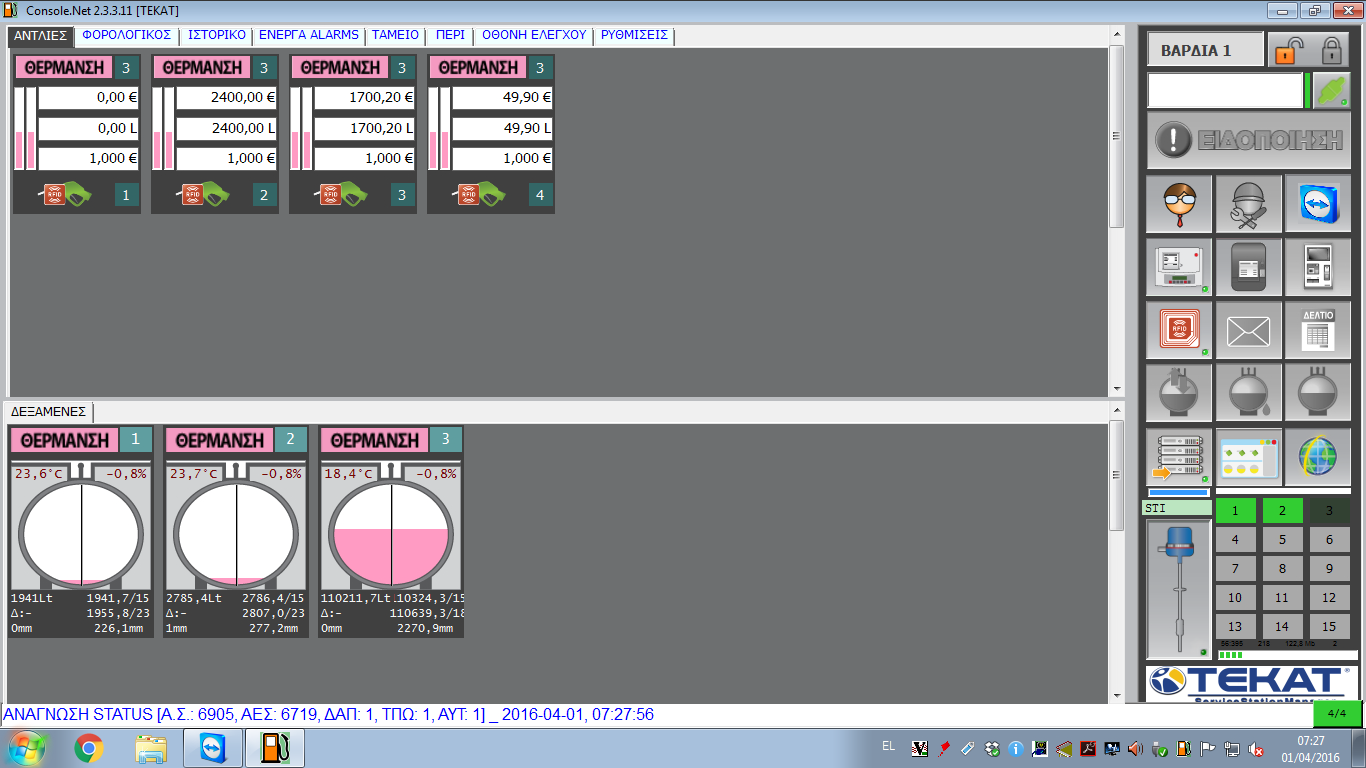 Console.Net 2.3.3.11 [TEKAT]
ΑΝΤΛΙΕΣ ΦΟΡΟΛΟΓΙΚΟΣ ΙΣΤΟΡΙΚΟ ΕΝΕΡΓΑ ALARMS ΤΑΜΕΙΟ ΠΕΡΙ ΟΘΟΝΗ ΕΛΕΓΧΟΥ ΡΥΘΜΙΣΕΙΣ
ΘΕΡΜΑΝΣΗ 3 ΘΕΡΜΑΝΣΗ 3 ΘΕΡΜΑΝΣΗ 3 ΘΕΡΜΑΝΣΗ 3
0,00 € 2400,00 € 1700,20 € 49,90 €
0,00 L 2400,00 L 1700,20 L 49,90 L
1,000 € 1,000 € 1,000 € 1,000 €
RFID 1 RFID 2 RFID 3 RFID 4
ΔΕΞΑΜΕΝΕΣ
ΘΕΡΜΑΝΣΗ 1 ΘΕΡΜΑΝΣΗ 2 ΘΕΡΜΑΝΣΗ 3
23,6°C -0,8% 23,7°C -0,8% 18,4°C -0,8%
1941Lt 1941,7/15 2785,4Lt 2786,4/15 110211,7Lt 10324,3/15
Δ:- 1955,8/23 Δ:- 2807,0/23 Δ:- 110639,3/18
0mm 226,1mm 1mm 277,2mm 0mm 2270,9mm
ΒΑΡΔΙΑ 1
ΕΙΔΟΠΟΙΗΣΗ
RFID
ΔΕΛΤΙΟ
STI
1 2 3
4 5 6
7 8 9
10 11 12
13 14 15
218 122,8 Mb 2
TEKAT
ΑΝΑΓΝΩΣΗ STATUS [Α.Σ.: 6905, ΑΕΣ: 6719, ΔΑΠ: 1, ΤΠΩ: 1, ΑΥΤ: 1] _ 2016-04-01, 07:27:56
4/4
EL
07:27
01/04/2016